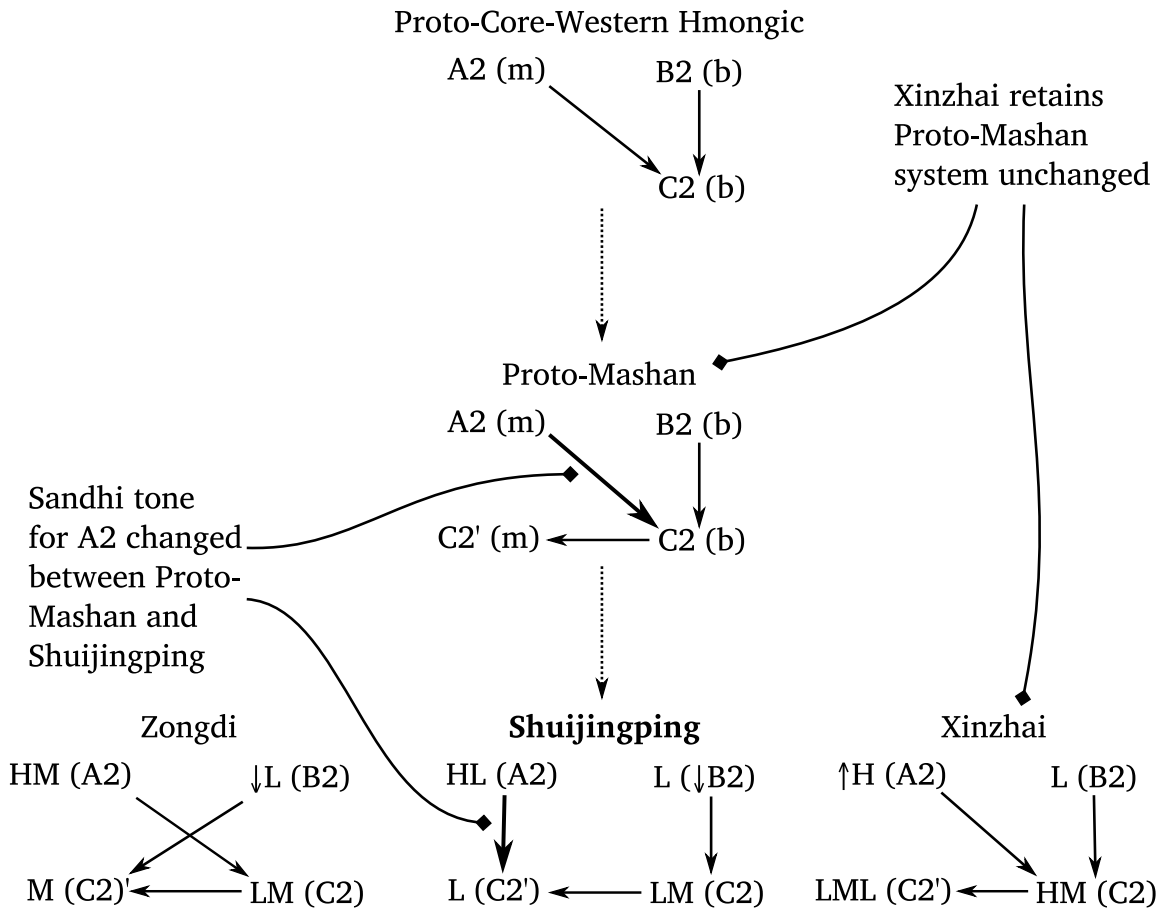 Proto-Core-Western Hmongic
A2 (m) B2 (b)
C2 (b)
Xinzhai retains
Proto-Mashan
system unchanged
Proto-Mashan
A2 (m) B2 (b)
C2' (m) C2 (b)
Sandhi tone
for A2 changed
between Proto-
Mashan and
Shuijingping
Zongdi
HM (A2) ↓L (B2)
M (C2)' LM (C2)
Shuijingping
HL (A2) L (↓B2)
L (C2') LM (C2)
Xinzhai
↑H (A2) L (B2)
LML (C2') HM (C2)